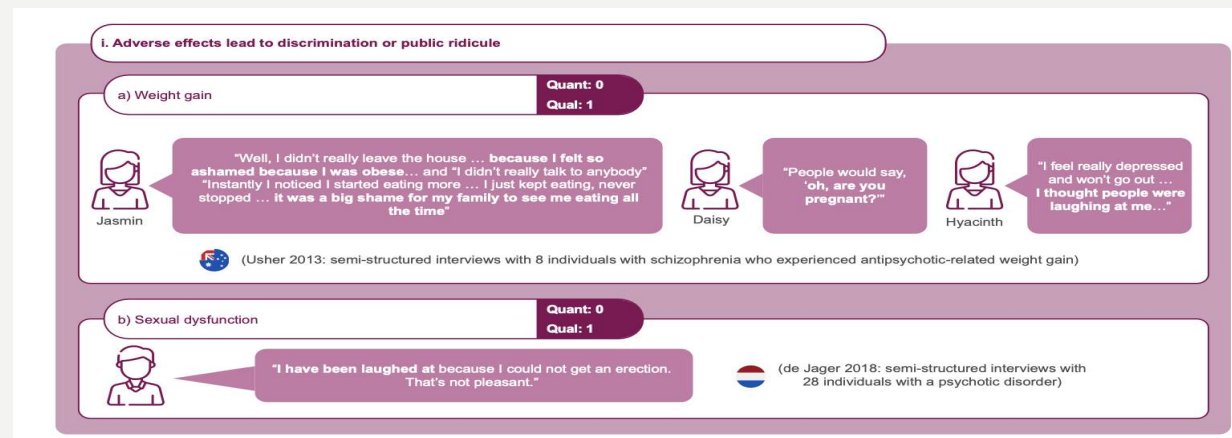 i. Adverse effects lead to discrimination or public ridicule
a) Weight gain
Quant: 0
Qual: 1
“Well, I didn’t really leave the house … because I felt so
ashamed because I was obese… and “I didn’t really talk to anybody”
“Instantly I noticed I started eating more … I just kept eating, never
stopped … it was a big shame for my family to see me eating all
the time”
Jasmin
“People would say,
‘oh, are you
pregnant?’”
Daisy
“I feel really depressed
and won’t go out …
I thought people were
laughing at me…”
Hyacinth
(Usher 2013: semi-structured interviews with 8 individuals with schizophrenia who experienced antipsychotic-related weight gain)
b) Sexual dysfunction
Quant: 0
Qual: 1
“I have been laughed at because I could not get an erection.
That’s not pleasant.”
(de Jager 2018: semi-structured interviews with
28 individuals with a psychotic disorder)